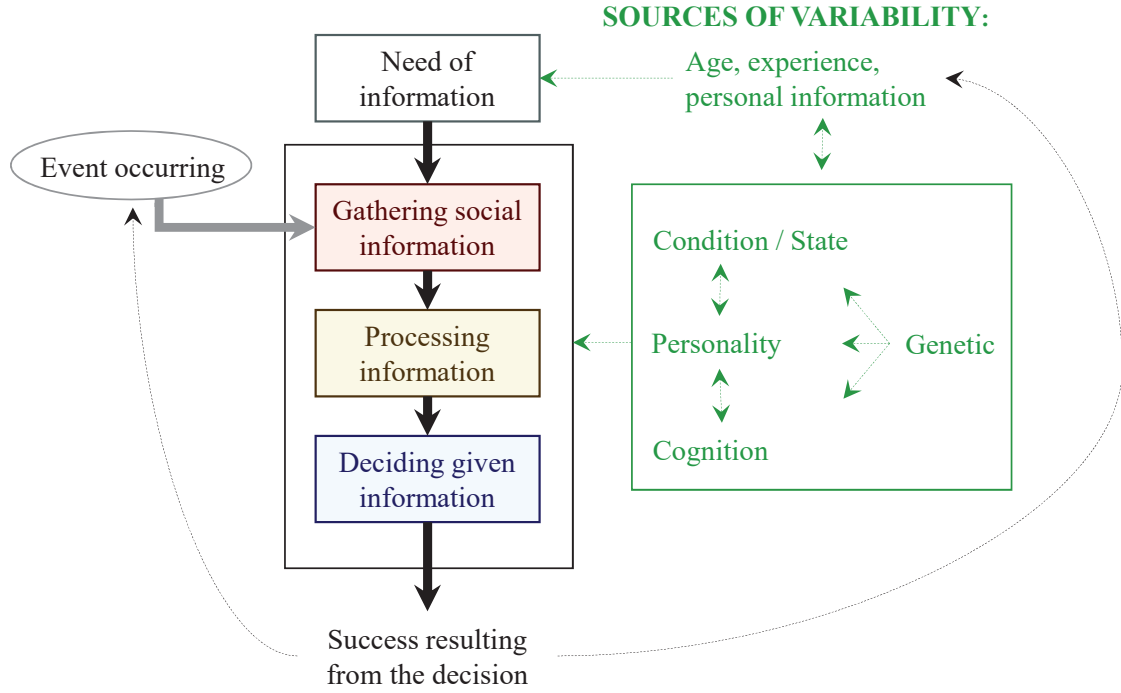 SOURCES OF VARIABILITY:
Need of
information
Age, experience,
personal information
Event occurring
Gathering social
information
Condition / State
Processing
information
Personality
Genetic
Cognition
Deciding given
information
Success resulting
from the decision